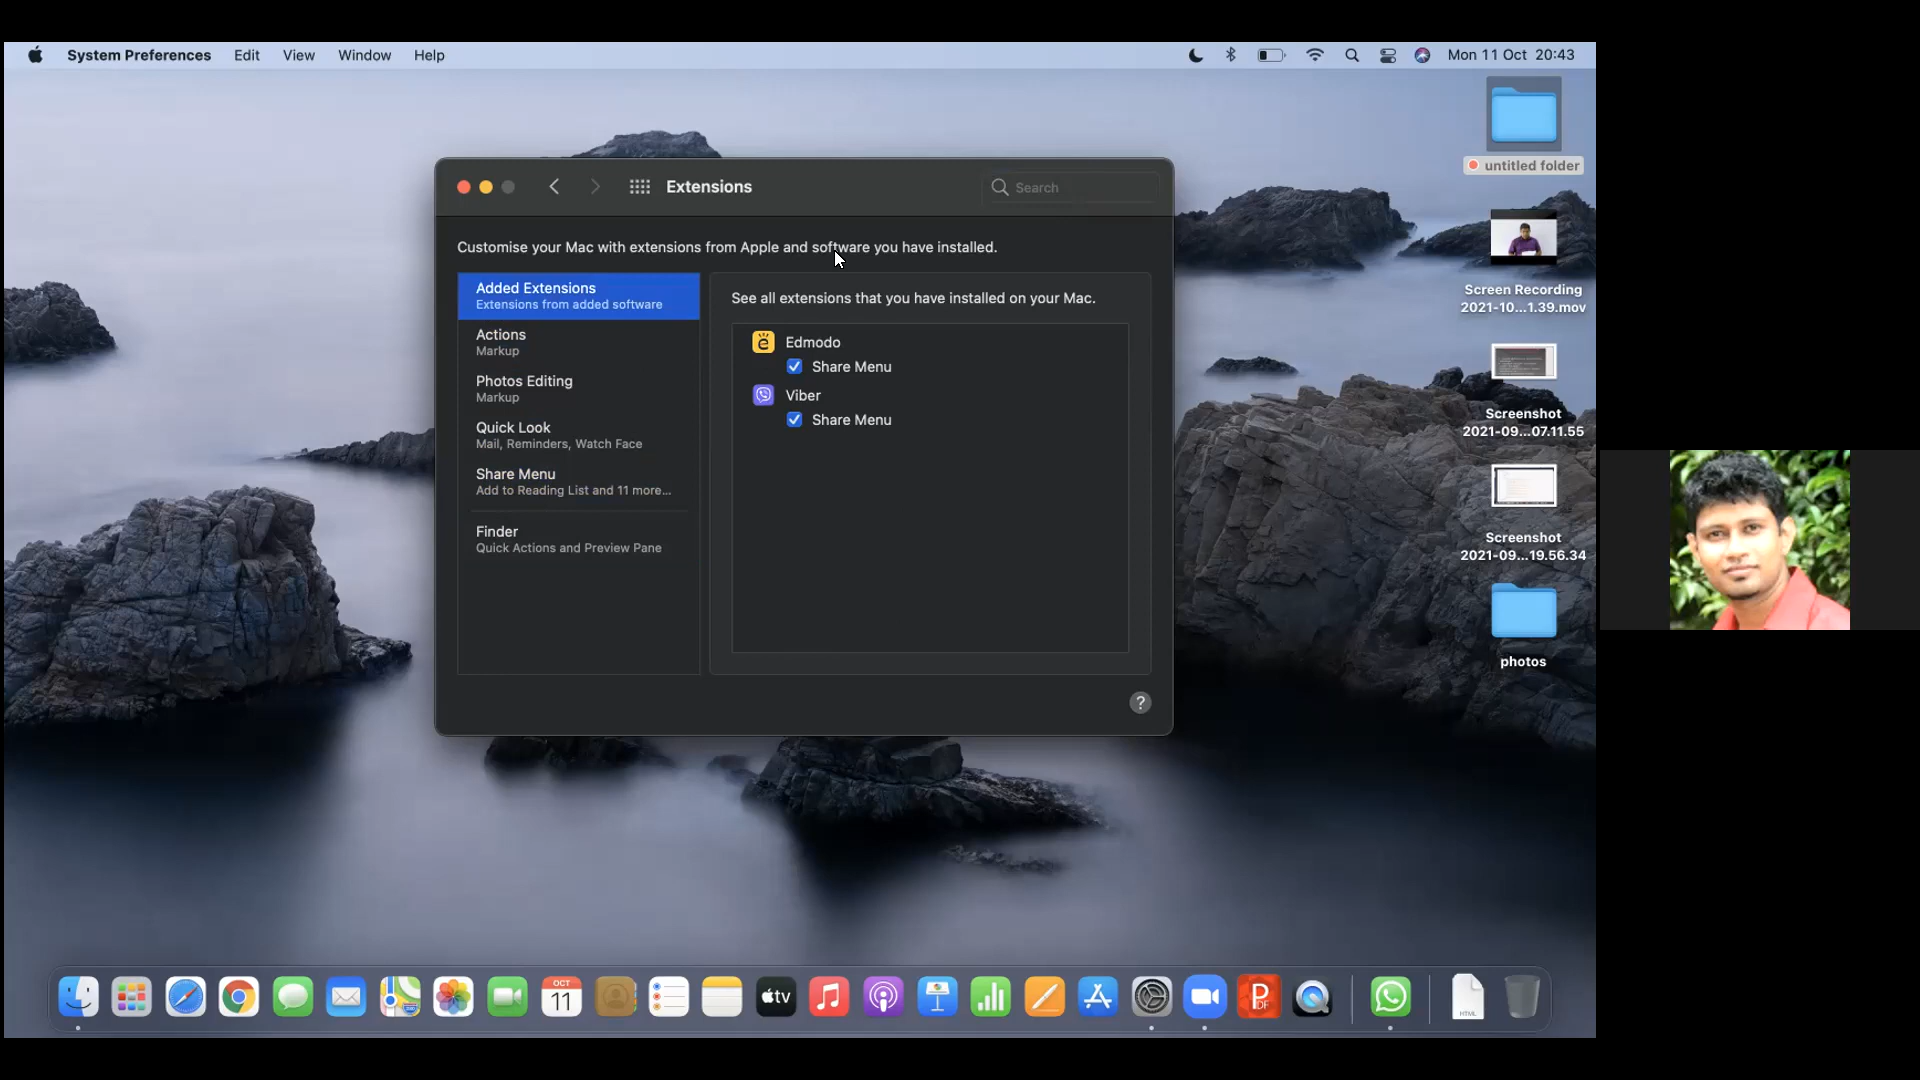 System Preferences Edit View Window Help
Mon 11 Oct 20:43
untitled folder
Screen Recording
2021-10...1.39.mov
Screenshot
2021-09...07.11.55
Screenshot
2021-09...19.56.34
photos
Extensions
Search
Customise your Mac with extensions from Apple and software you have installed.
Added Extensions
Extensions from added software
Actions
Markup
Photos Editing
Markup
Quick Look
Mail, Reminders, Watch Face
Share Menu
Add to Reading List and 11 more...
Finder
Quick Actions and Preview Pane
See all extensions that you have installed on your Mac.
Edmodo
Share Menu
Viber
Share Menu
?
OCT
11
tv
PDF
HTML